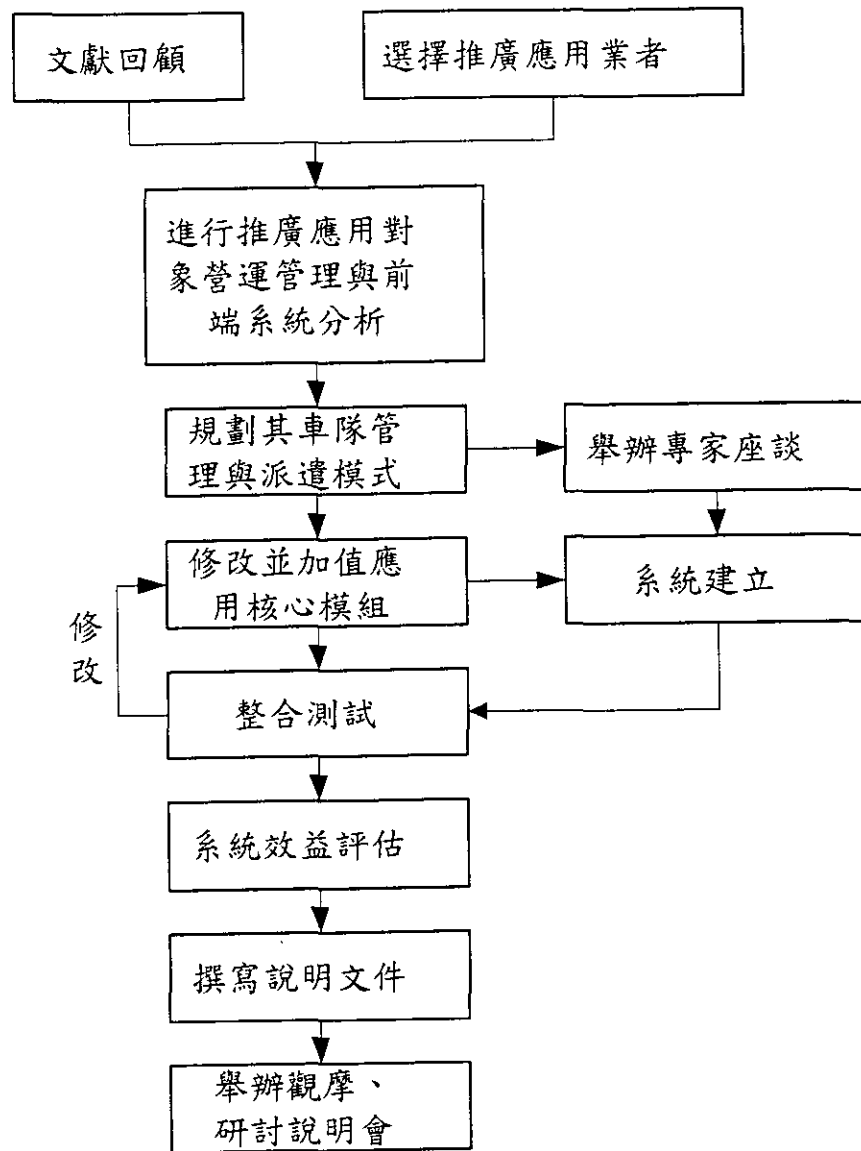 文獻回顧
選擇推廣應用業者
進行推廣應用對
象營運管理與前
端系統分析
規劃其車隊管
理與派遣模式
舉辦專家座談
修改並加值應
用核心模組
系統建立
修
改
整合測試
系統效益評估
撰寫說明文件
舉辦觀摩、
研討說明會